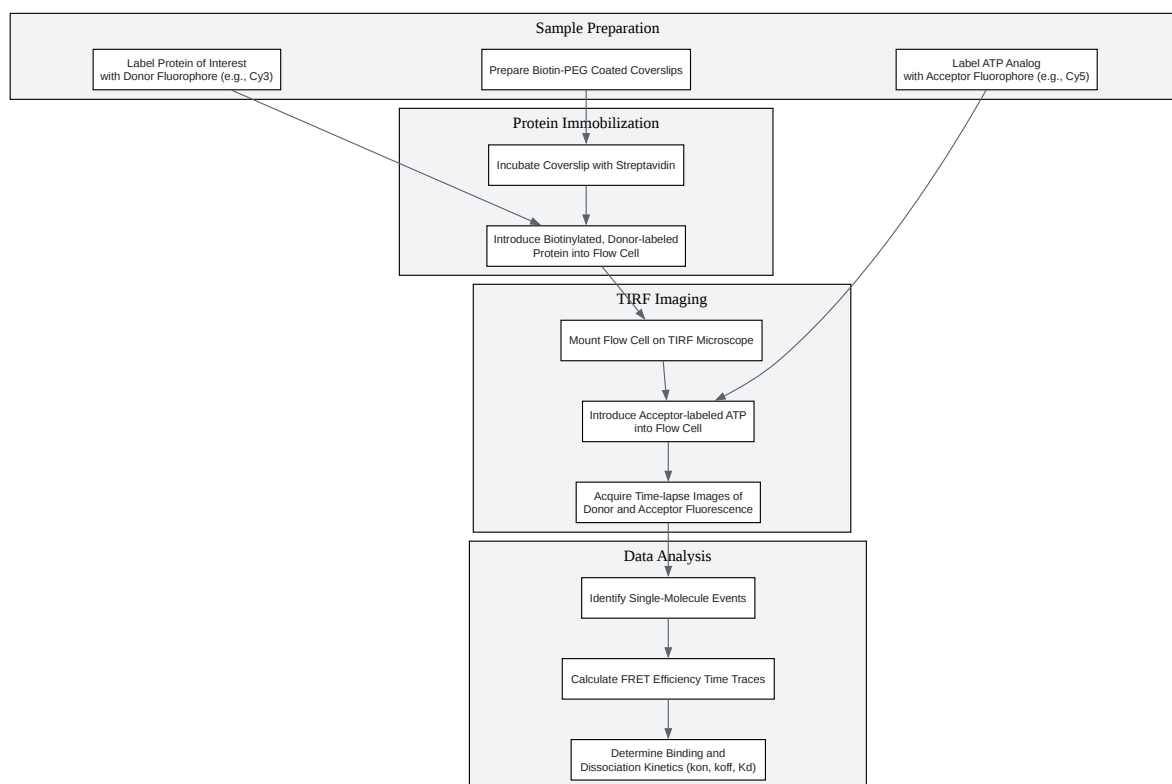 Sample Preparation
Label Protein of Interest
with Donor Fluorophore (e.g., Cy3)
Prepare Biotin-PEG Coated Coverslips
Label ATP Analog
with Acceptor Fluorophore (e.g., Cy5)
Protein Immobilization
Incubate Coverslip with Streptavidin
Introduce Biotinylated, Donor-labeled
Protein into Flow Cell
TIRF Imaging
Mount Flow Cell on TIRF Microscope
Introduce Acceptor-labeled ATP
into Flow Cell
Acquire Time-lapse Images of
Donor and Acceptor Fluorescence
Data Analysis
Identify Single-Molecule Events
Calculate FRET Efficiency Time Traces
Determine Binding and
Dissociation Kinetics (kon, koff, Kd)